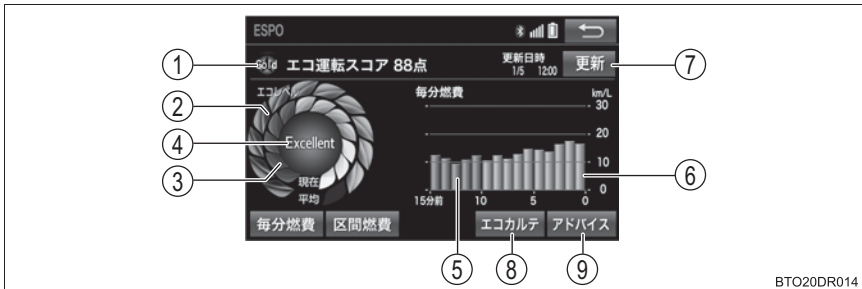 ESPO
Gold エコ運転スコア 88点
更新日時
1/5 12:00
更新
エコレベル
毎分燃費
km/L
30
20
10
0
Excellent
現在
平均
15分前 10 5 0
毎分燃費 区間燃費 エコカルテ アドバイス
①
②
④
③
⑦
⑥
⑤ ⑧ ⑨
BTO20DR014